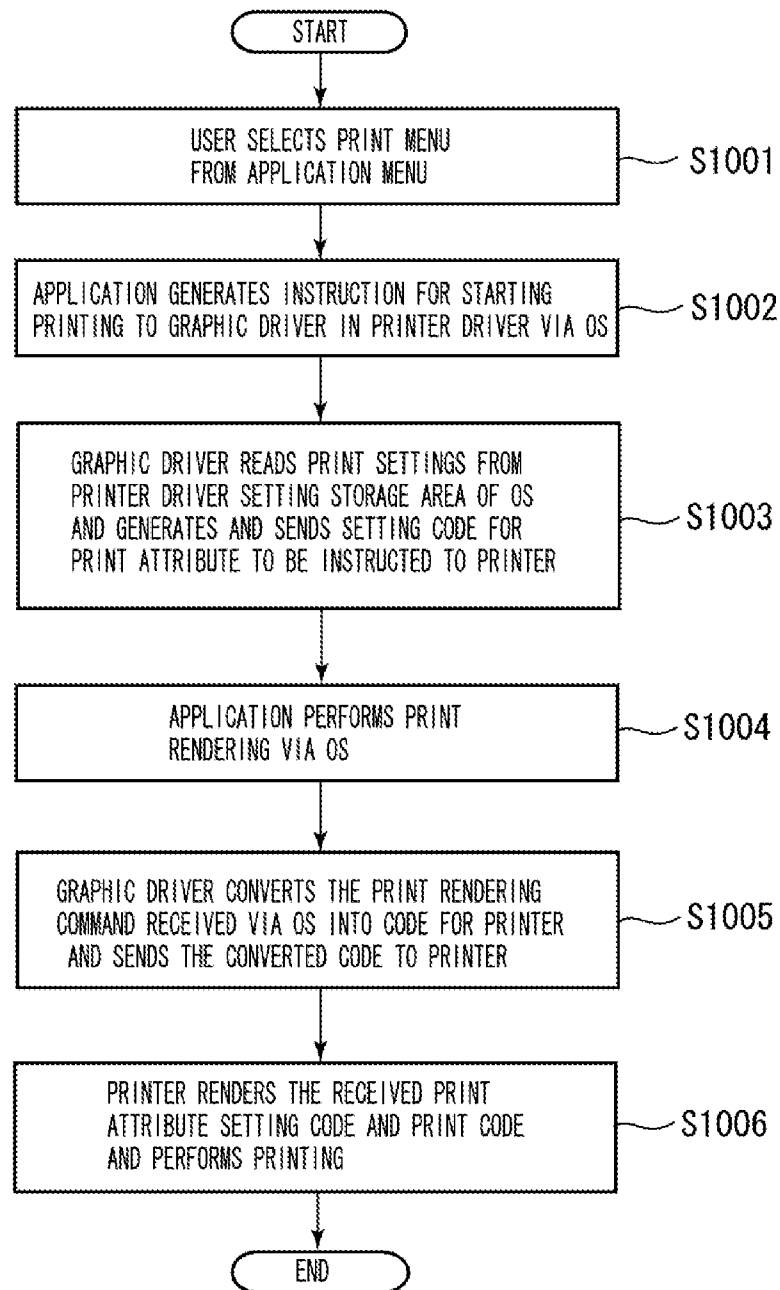 START
USER SELECTS PRINT MENU
FROM APPLICATION MENU
S1001
APPLICATION GENERATES INSTRUCTION FOR STARTING
PRINTING TO GRAPHIC DRIVER IN PRINTER DRIVER VIA OS
S1002
GRAPHIC DRIVER READS PRINT SETTINGS FROM
PRINTER DRIVER SETTING STORAGE AREA OF OS
AND GENERATES AND SENDS SETTING CODE FOR
PRINT ATTRIBUTE TO BE INSTRUCTED TO PRINTER
S1003
APPLICATION PERFORMS PRINT
RENDERING VIA OS
S1004
GRAPHIC DRIVER CONVERTS THE PRINT RENDERING
COMMAND RECEIVED VIA OS INTO CODE FOR PRINTER
AND SENDS THE CONVERTED CODE TO PRINTER
S1005
PRINTER RENDERS THE RECEIVED PRINT
ATTRIBUTE SETTING CODE AND PRINT CODE
AND PERFORMS PRINTING
S1006
END